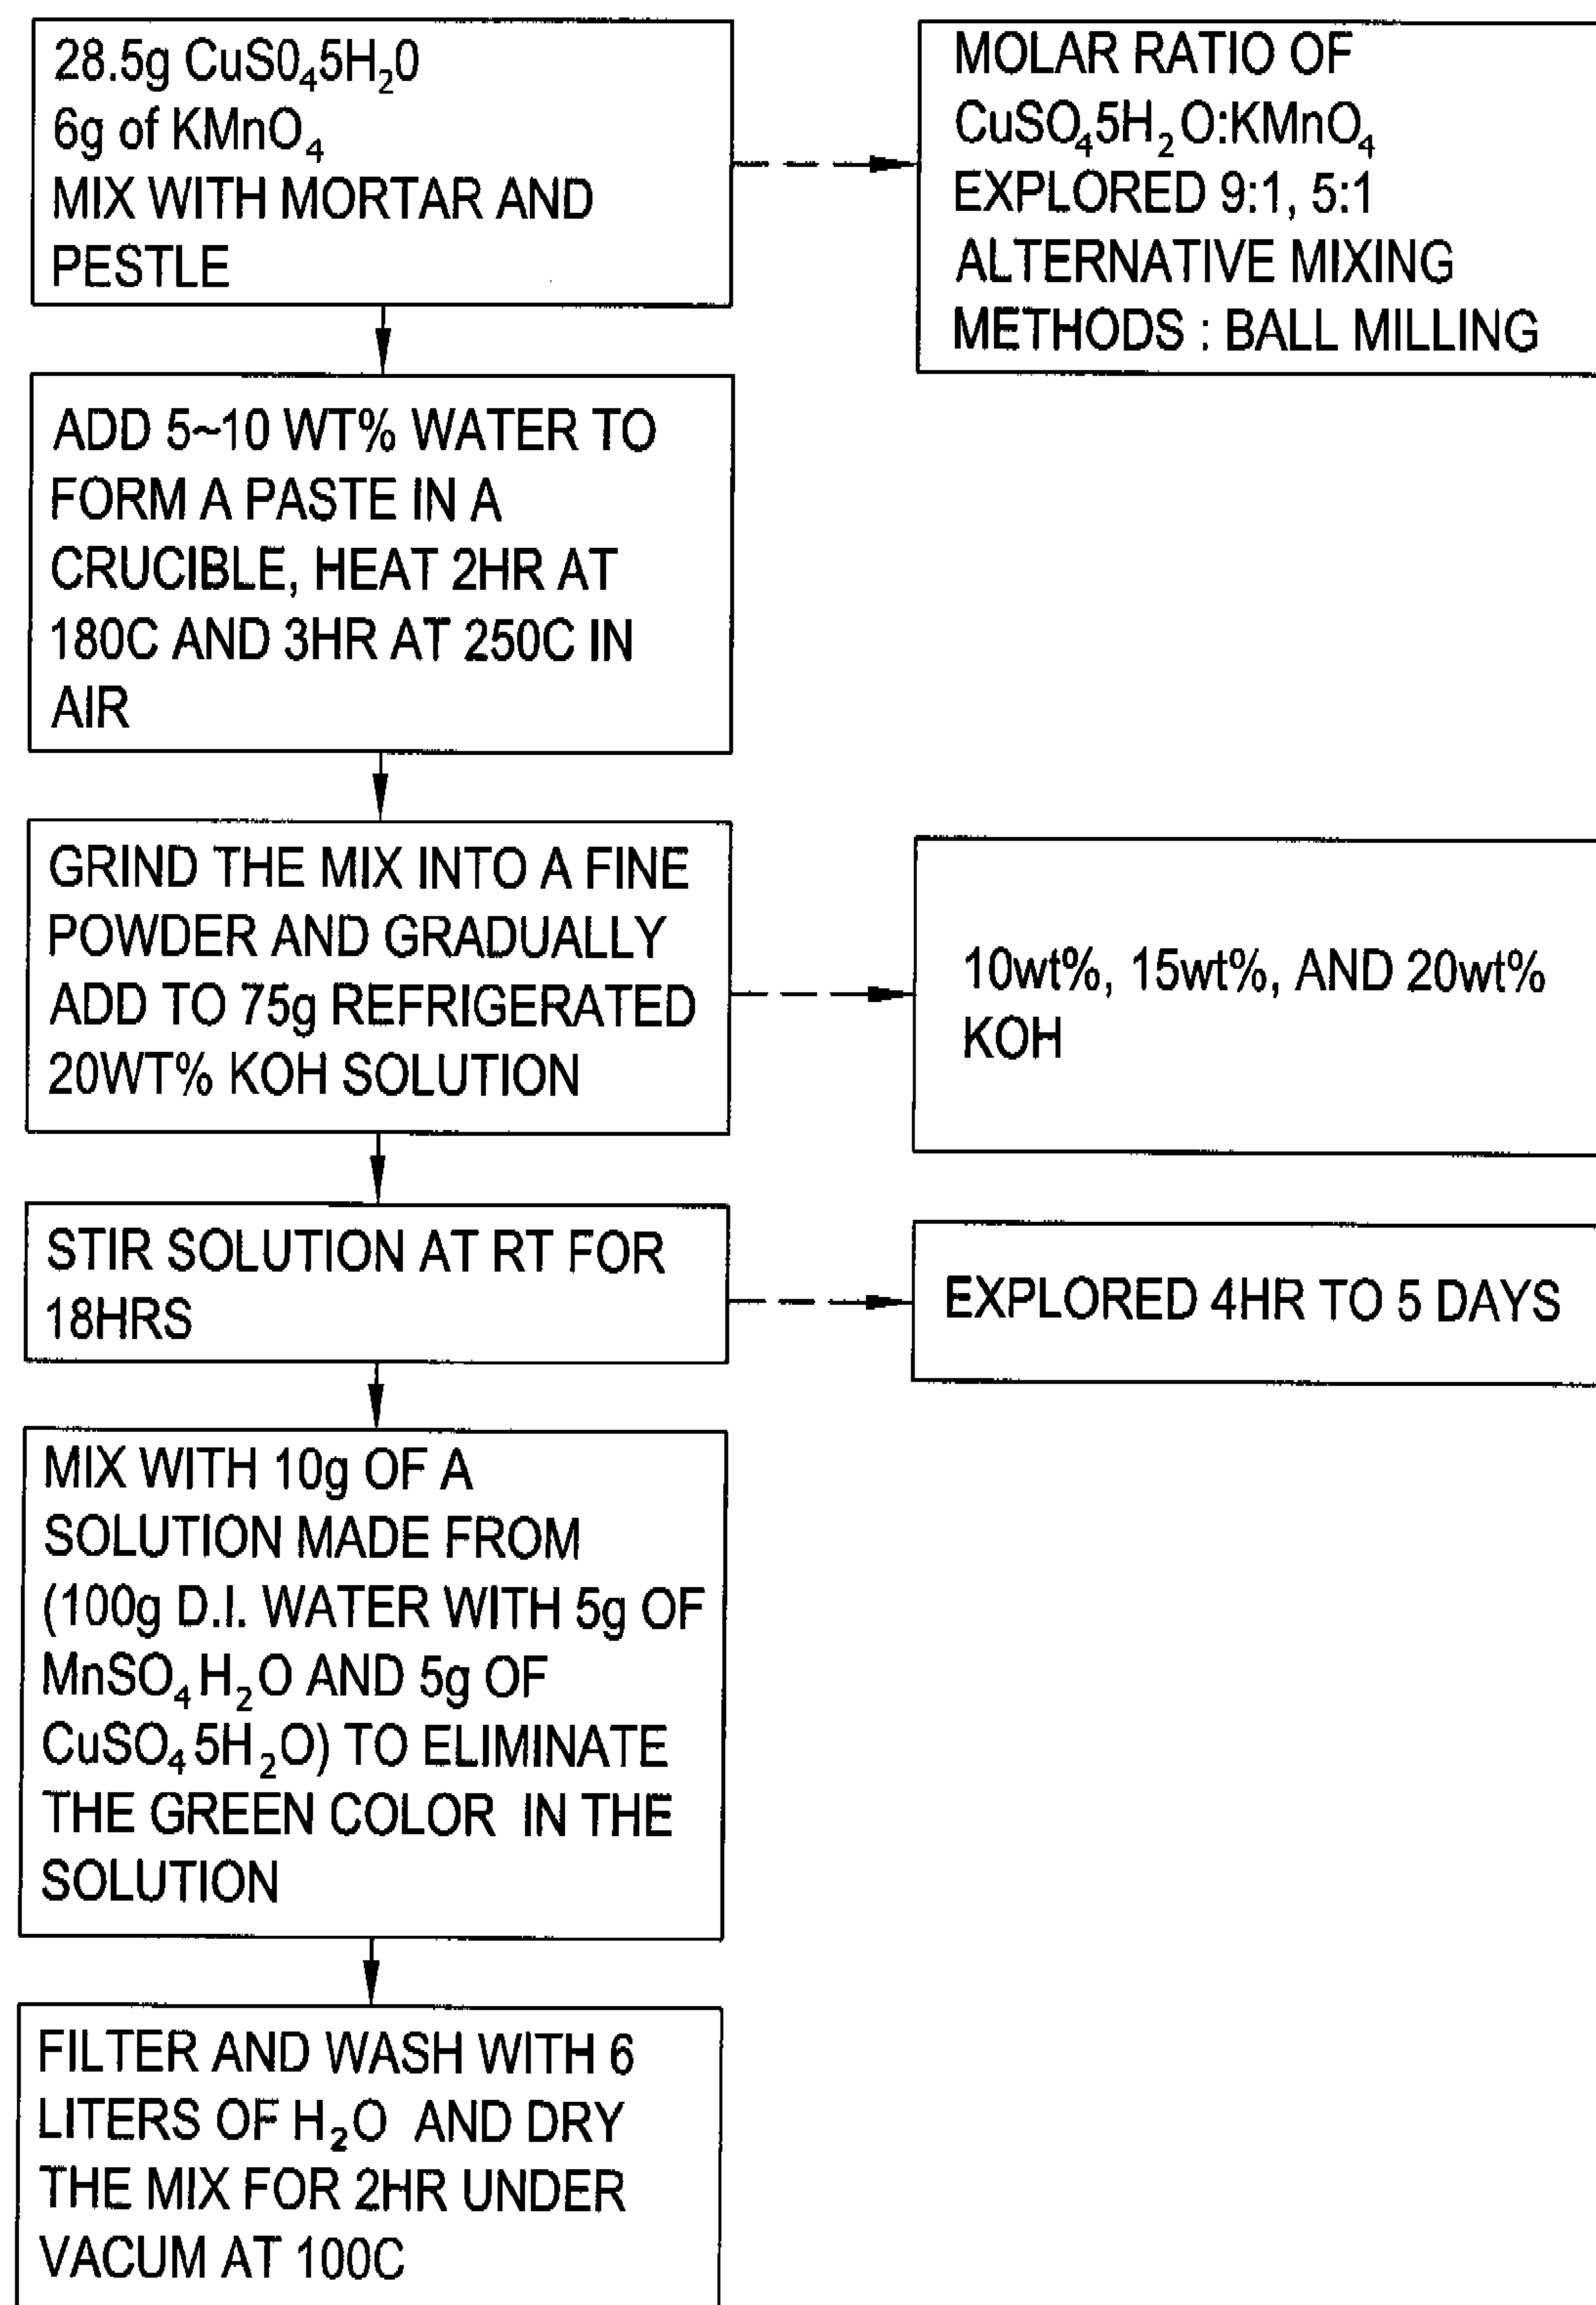 28.5g CuSO₄5H₂O
6g of KMnO₄
MIX WITH MORTAR AND
PESTLE
MOLAR RATIO OF
CuSO₄5H₂O:KMnO₄
EXPLORED 9:1, 5:1
ALTERNATIVE MIXING
METHODS : BALL MILLING
ADD 5~10 WT% WATER TO
FORM A PASTE IN A
CRUCIBLE, HEAT 2HR AT
180C AND 3HR AT 250C IN
AIR
GRIND THE MIX INTO A FINE
POWDER AND GRADUALLY
ADD TO 75g REFRIGERATED
20WT% KOH SOLUTION
10wt%, 15wt%, AND 20wt%
KOH
STIR SOLUTION AT RT FOR
18HRS
EXPLORED 4HR TO 5 DAYS
MIX WITH 10g OF A
SOLUTION MADE FROM
(100g D.I. WATER WITH 5g OF
MnSO₄H₂O AND 5g OF
CuSO₄5H₂O) TO ELIMINATE
THE GREEN COLOR IN THE
SOLUTION
FILTER AND WASH WITH 6
LITERS OF H₂O AND DRY
THE MIX FOR 2HR UNDER
VACUM AT 100C